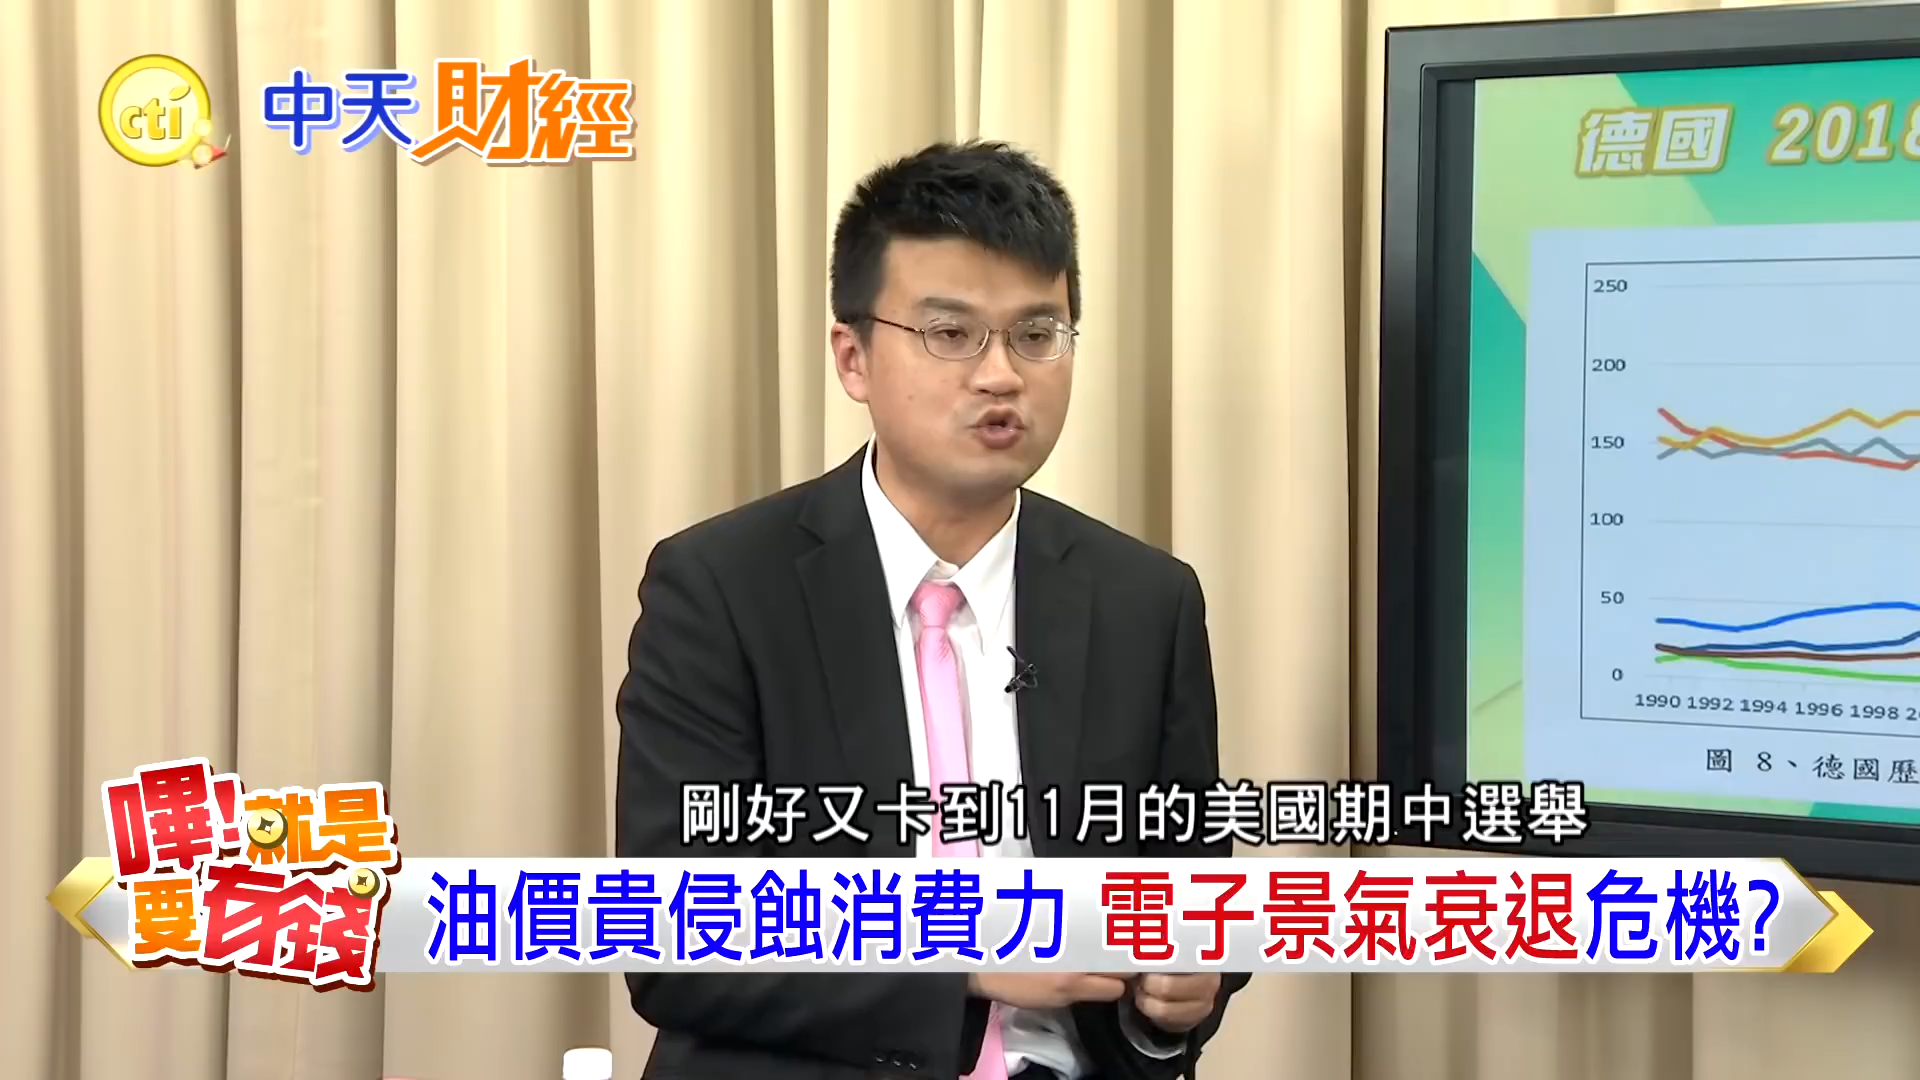 cti
中天財經
德國 2018
250
200
150
100
50
0
1990 1992 1994 1996 1998 2
圖 8、德國歷
剛好又卡到11月的美國期中選舉
嗶!就是
要有錢
油價貴侵蝕消費力 電子景氣衰退危機?